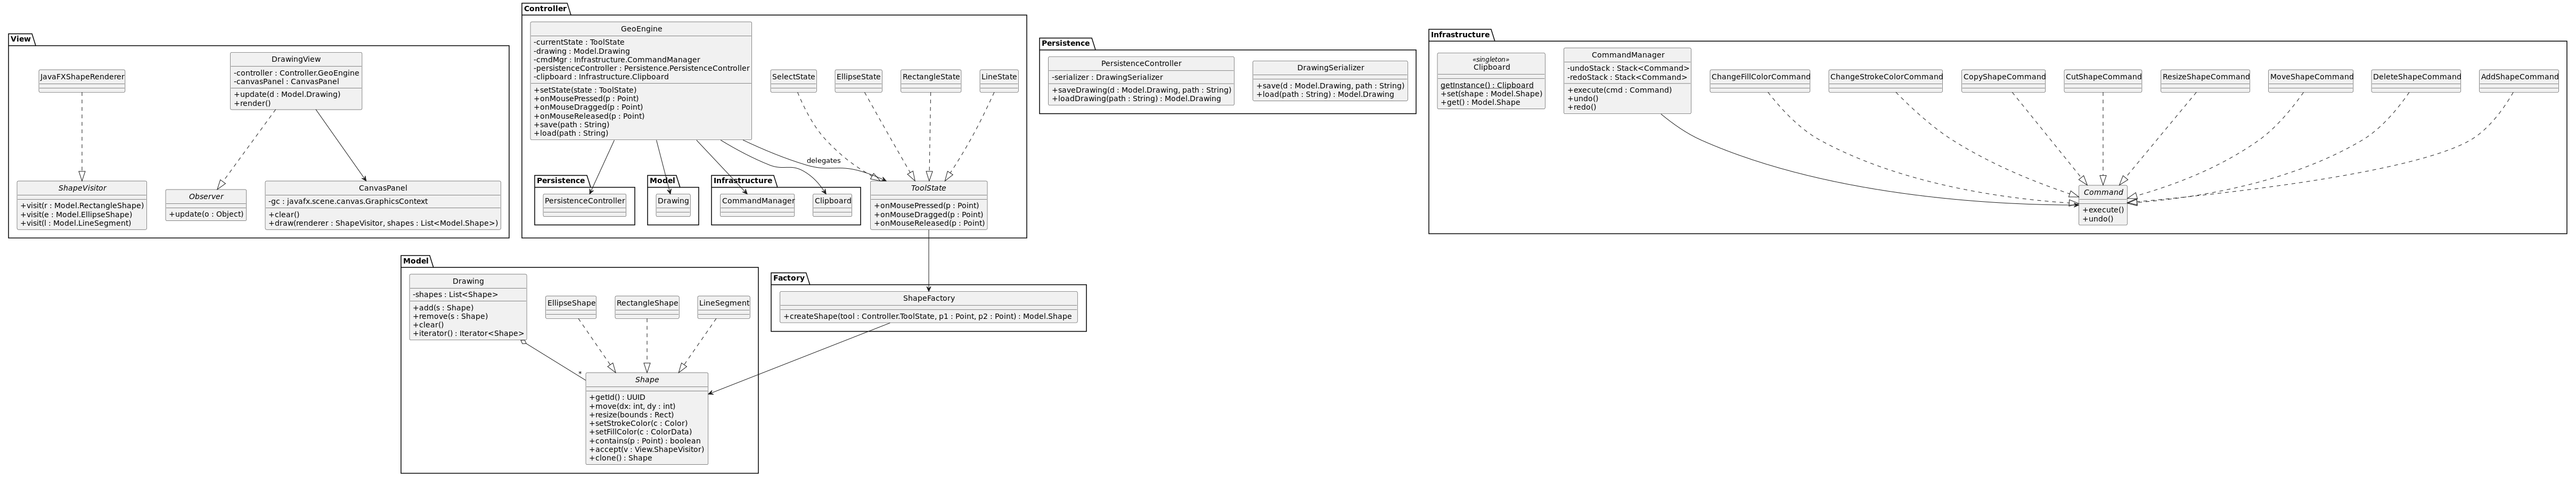 View
JavaFXShapeRenderer
DrawingView
-controller : Controller.GeoEngine
-canvasPanel : CanvasPanel
+update(d : Model.Drawing)
+render()
ShapeVisitor
+visit(r : Model.RectangleShape)
+visit(e : Model.EllipseShape)
+visit(l : Model.LineSegment)
Observer
+update(o : Object)
CanvasPanel
-gc : javafx.scene.canvas.GraphicsContext
+clear()
+draw(renderer : ShapeVisitor, shapes : List<Model.Shape>)
Controller
GeoEngine
-currentState : ToolState
-drawing : Model.Drawing
-cmdMgr : Infrastructure.CommandManager
-persistenceController : Persistence.PersistenceController
-clipboard : Infrastructure.Clipboard
+setState(state : ToolState)
+onMousePressed(p : Point)
+onMouseDragged(p : Point)
+onMouseReleased(p : Point)
+save(path : String)
+load(path : String)
SelectState
EllipseState
RectangleState
LineState
delegates
Persistence
PersistenceController
Model
Drawing
Infrastructure
CommandManager
Clipboard
ToolState
+onMousePressed(p : Point)
+onMouseDragged(p : Point)
+onMouseReleased(p : Point)
Persistence
PersistenceController
-serializer : DrawingSerializer
+saveDrawing(d : Model.Drawing, path : String)
+loadDrawing(path : String) : Model.Drawing
DrawingSerializer
+save(d : Model.Drawing, path : String)
+load(path : String) : Model.Drawing
Infrastructure
«singleton»
Clipboard
getInstance() : Clipboard
+set(shape : Model.Shape)
+get() : Model.Shape
CommandManager
-undoStack : Stack<Command>
-redoStack : Stack<Command>
+execute(cmd : Command)
+undo()
+redo()
ChangeFillColorCommand
ChangeStrokeColorCommand
CopyShapeCommand
CutShapeCommand
ResizeShapeCommand
MoveShapeCommand
DeleteShapeCommand
AddShapeCommand
Command
+execute()
+undo()
Model
Drawing
-shapes : List<Shape>
+add(s : Shape)
+remove(s : Shape)
+clear()
+iterator() : Iterator<Shape>
EllipseShape
RectangleShape
LineSegment
*
Shape
+getId() : UUID
+move(dx: int, dy : int)
+resize(bounds : Rect)
+setStrokeColor(c : Color)
+setFillColor(c : ColorData)
+contains(p : Point) : boolean
+accept(v : View.ShapeVisitor)
+clone() : Shape
Factory
ShapeFactory
+createShape(tool : Controller.ToolState, p1 : Point, p2 : Point) : Model.Shape